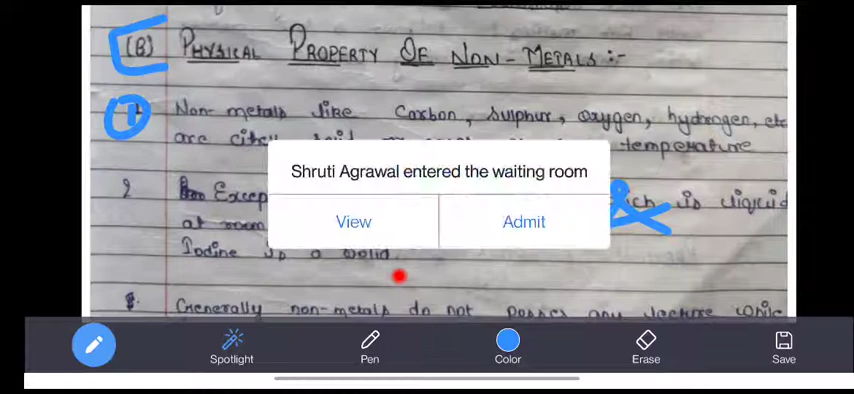 (B) PHYSICAL PROPERTY OF NON-METALS :-
1 Non-metals like Carbon, Sulphur, oxygen, hydrogen, etc
are temperature
Shruti Agrawal entered the waiting room
2 Excep is liquid
at room
View Admit
Iodine is a solid.
Generally non-metals do not posses any
Spotlight Pen Color Erase Save